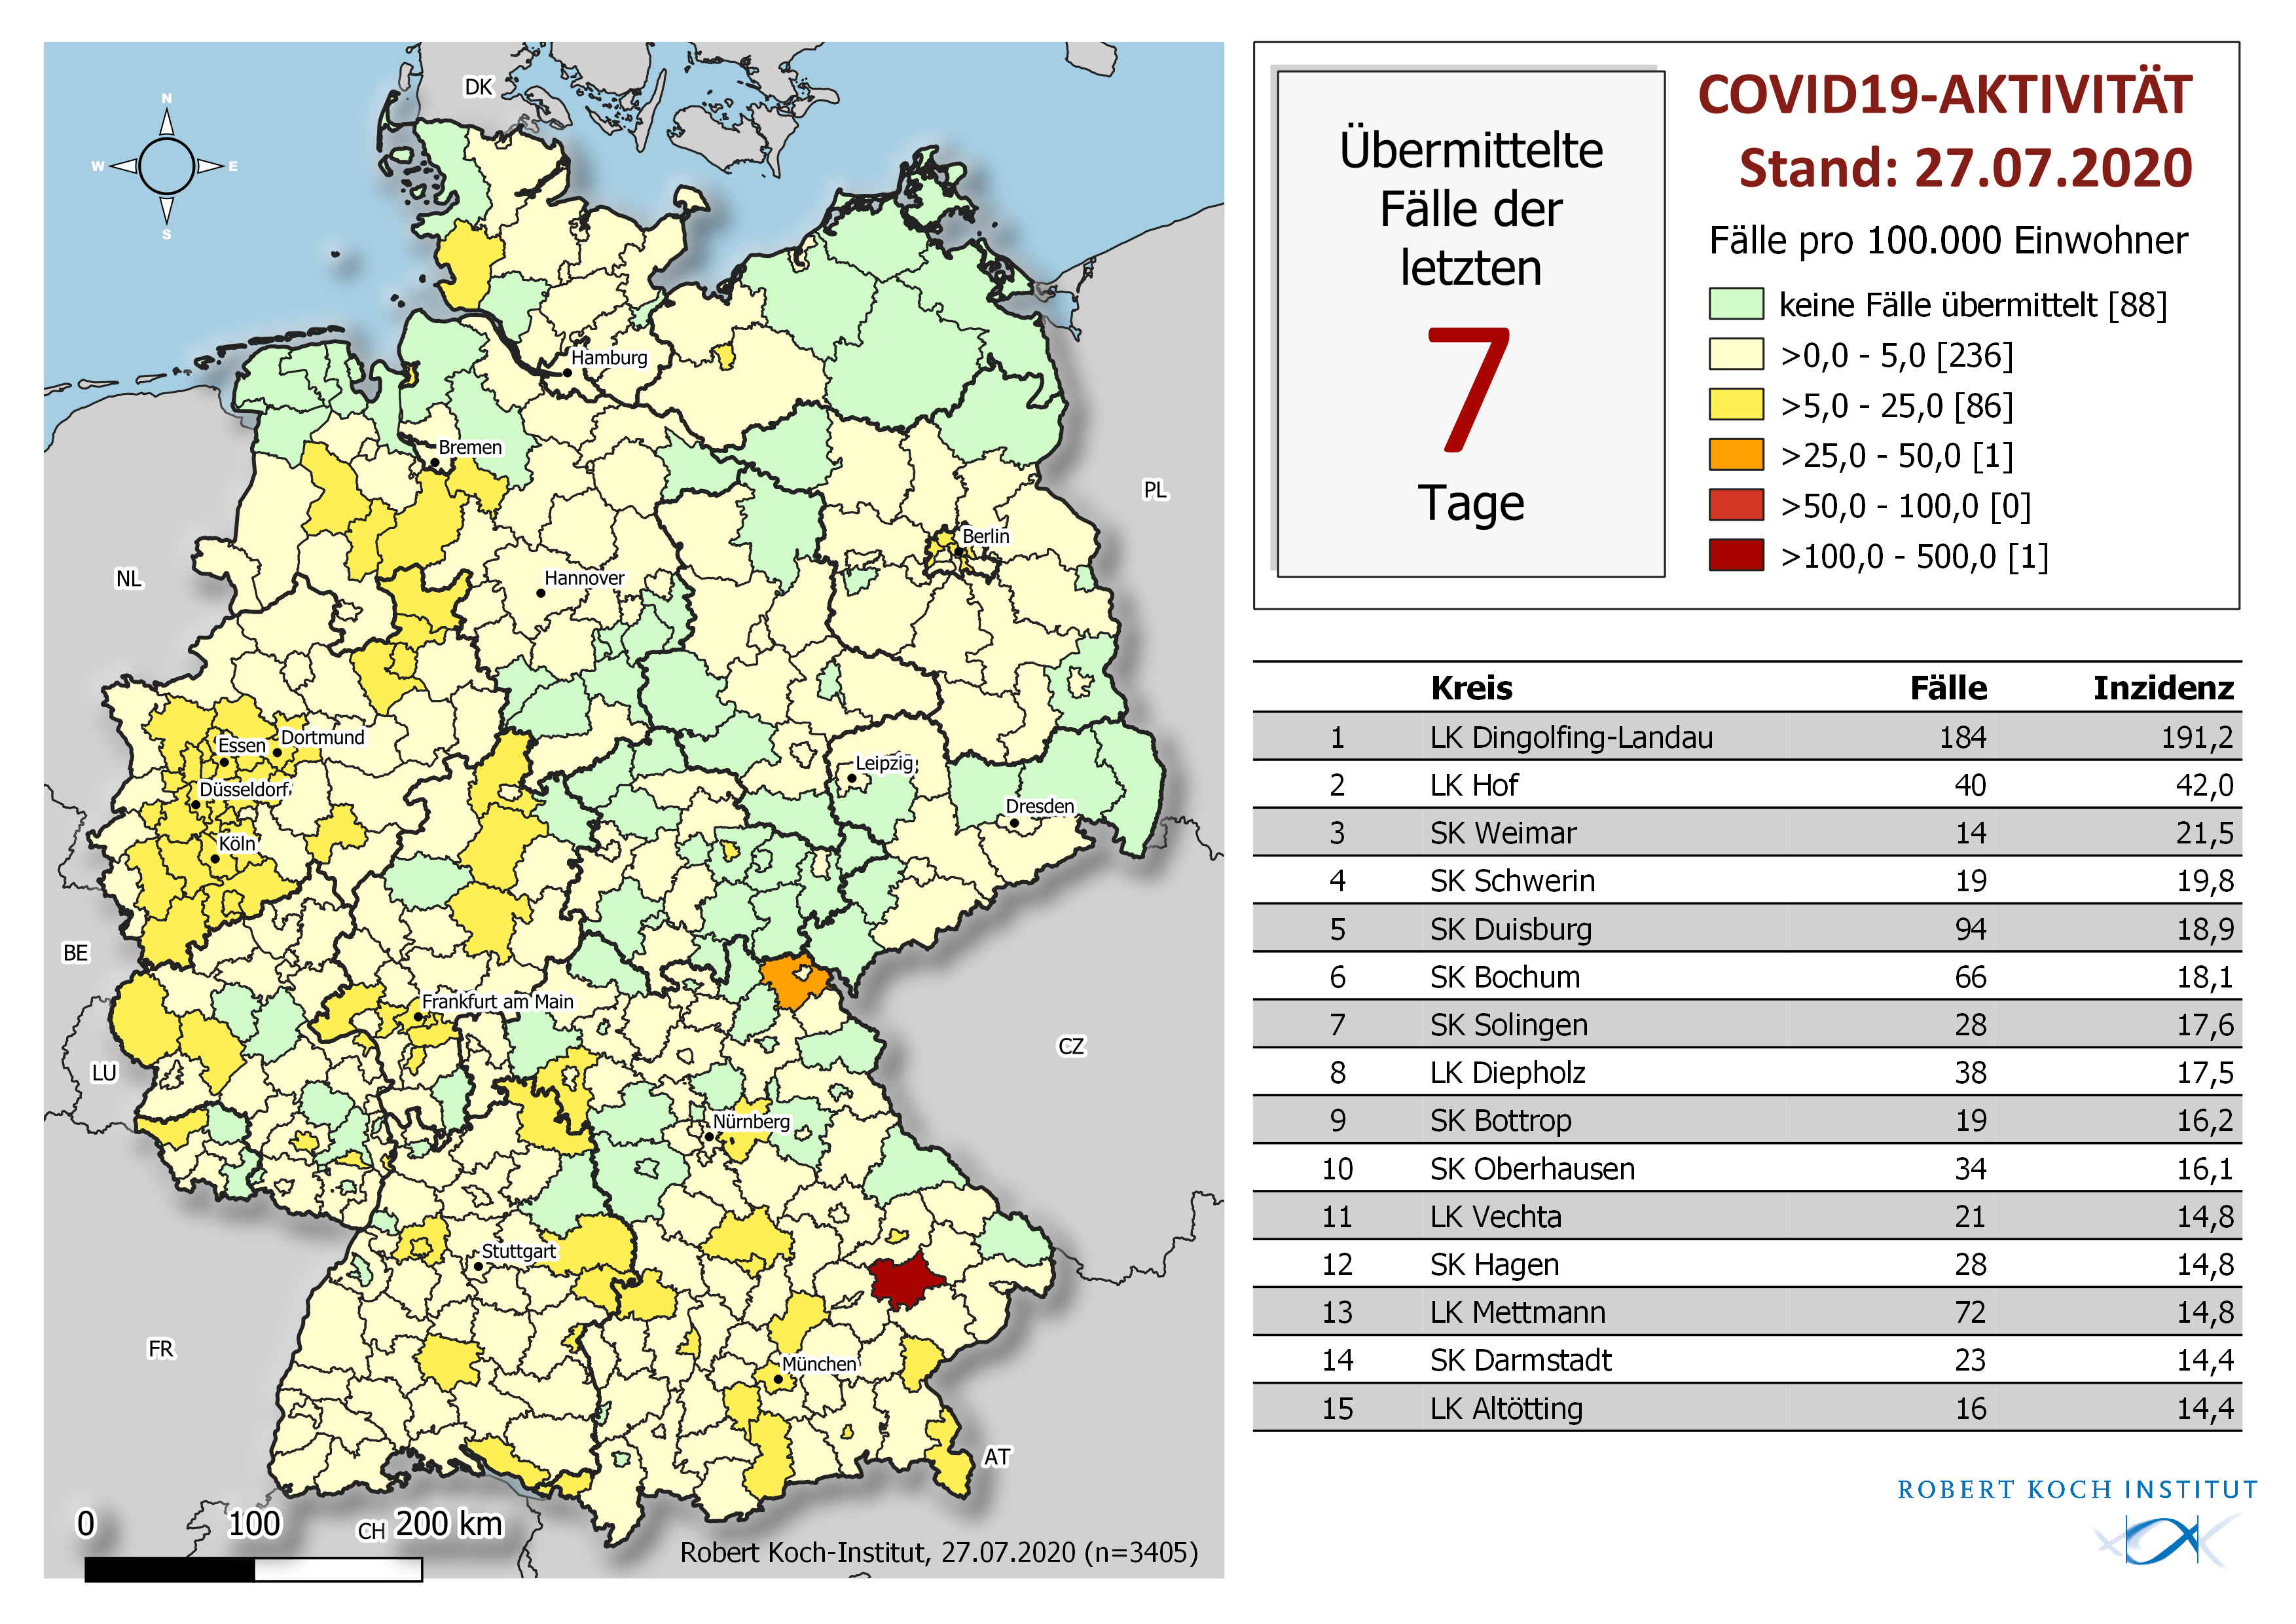 N
W
E
S
DK
Hamburg
Bremen
PL
Berlin
NL
Hannover
Essen
Dortmund
Düsseldorf
Leipzig
Dresden
Köln
BE
Frankfurt am Main
CZ
LU
Nürnberg
Stuttgart
FR
München
AT
CH
0 100 200 km
Robert Koch-Institut, 27.07.2020 (n=3405)
Übermittelte
Fälle der
letzten
7
Tage
COVID19-AKTIVITÄT
Stand: 27.07.2020
Fälle pro 100.000 Einwohner
keine Fälle übermittelt [88]
>0,0 - 5,0 [236]
>5,0 - 25,0 [86]
>25,0 - 50,0 [1]
>50,0 - 100,0 [0]
>100,0 - 500,0 [1]
Kreis Fälle Inzidenz
1 LK Dingolfing-Landau 184 191,2
2 LK Hof 40 42,0
3 SK Weimar 14 21,5
4 SK Schwerin 19 19,8
5 SK Duisburg 94 18,9
6 SK Bochum 66 18,1
7 SK Solingen 28 17,6
8 LK Diepholz 38 17,5
9 SK Bottrop 19 16,2
10 SK Oberhausen 34 16,1
11 LK Vechta 21 14,8
12 SK Hagen 28 14,8
13 LK Mettmann 72 14,8
14 SK Darmstadt 23 14,4
15 LK Altötting 16 14,4
ROBERT KOCH INSTITUT